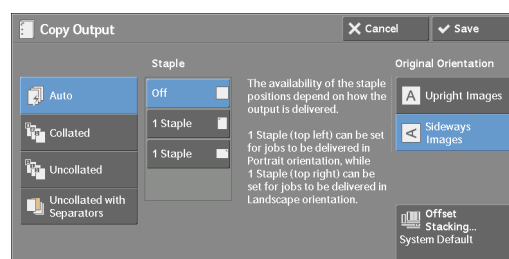 Copy Output
Cancel
Save
Staple
Original Orientation
Auto
Collated
Uncollated
Uncollated with
Separators
Off
1 Staple
1 Staple
The availability of the staple
positions depend on how the
output is delivered.
1 Staple (top left) can be set
for jobs to be delivered in
Portrait orientation, while
1 Staple (top right) can be
set for jobs to be delivered in
Landscape orientation.
A Upright Images
A Sideways
Images
Offset
Stacking...
System Default